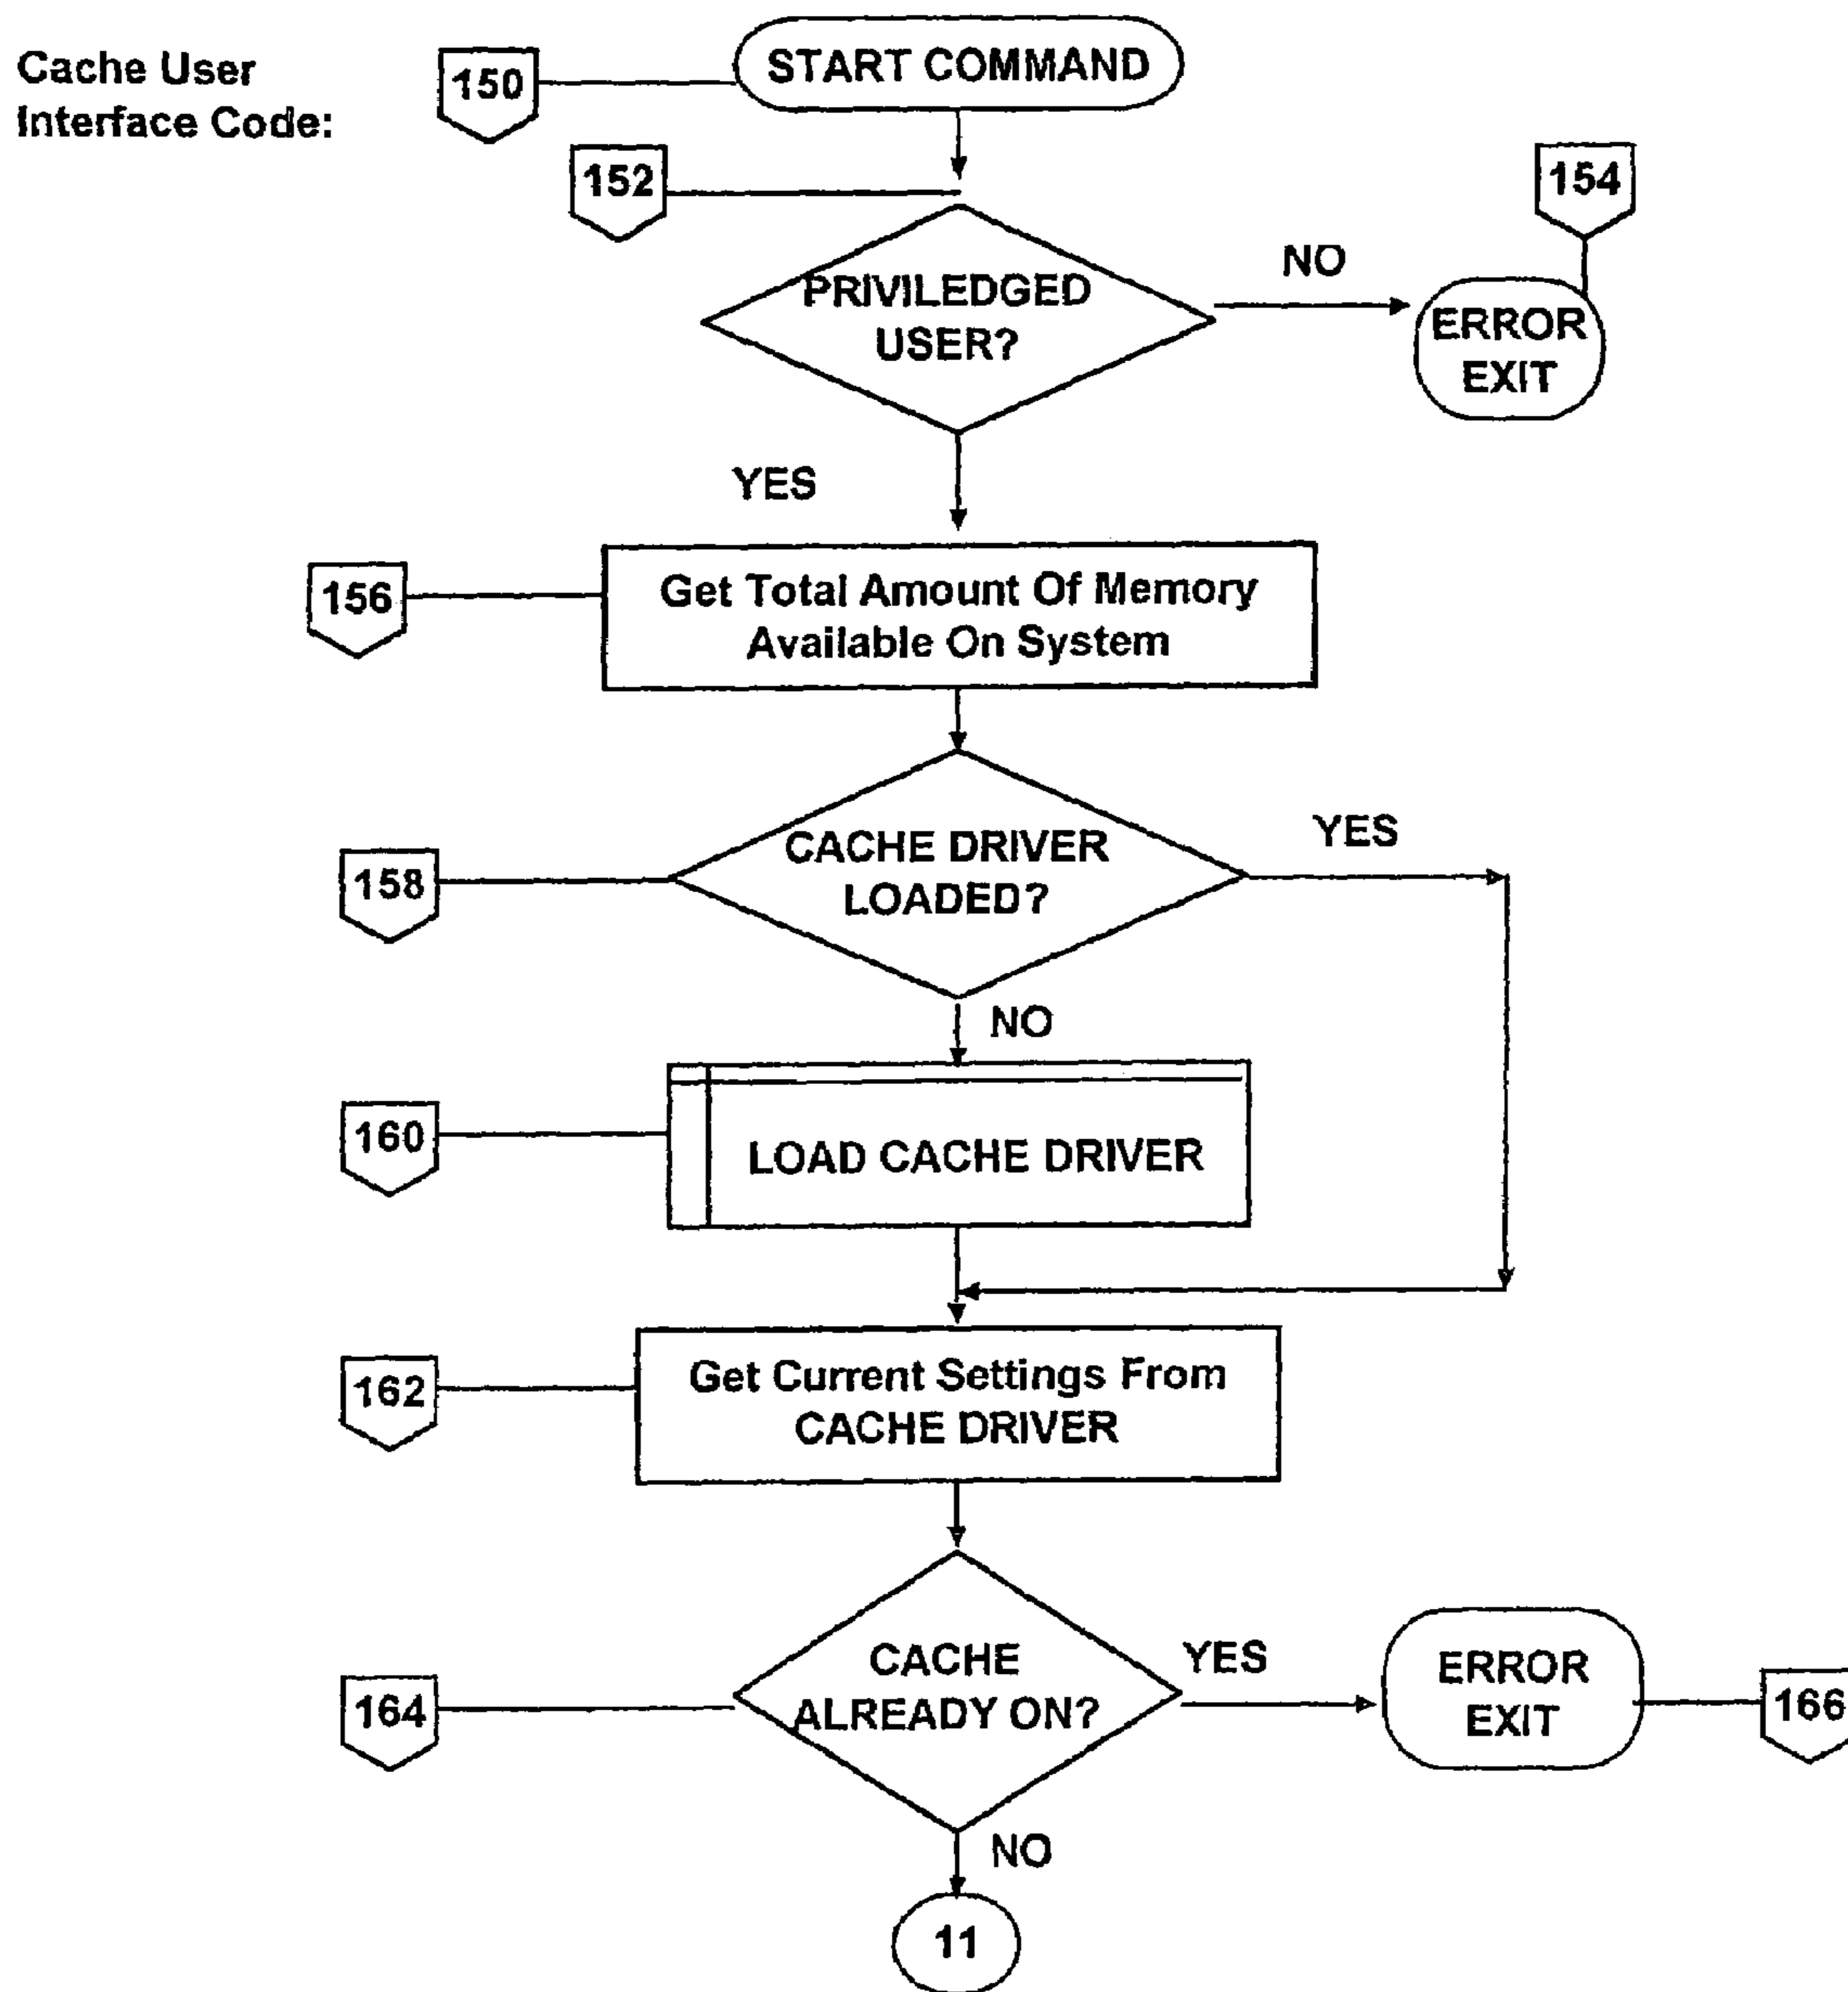 Cache User
Interface Code:
150
START COMMAND
152
154
PRIVILEDGED
USER?
NO
ERROR
EXIT
YES
156
Get Total Amount Of Memory
Available On System
158
CACHE DRIVER
LOADED?
YES
NO
160
LOAD CACHE DRIVER
162
Get Current Settings From
CACHE DRIVER
164
CACHE
ALREADY ON?
YES
ERROR
EXIT
166
NO
11